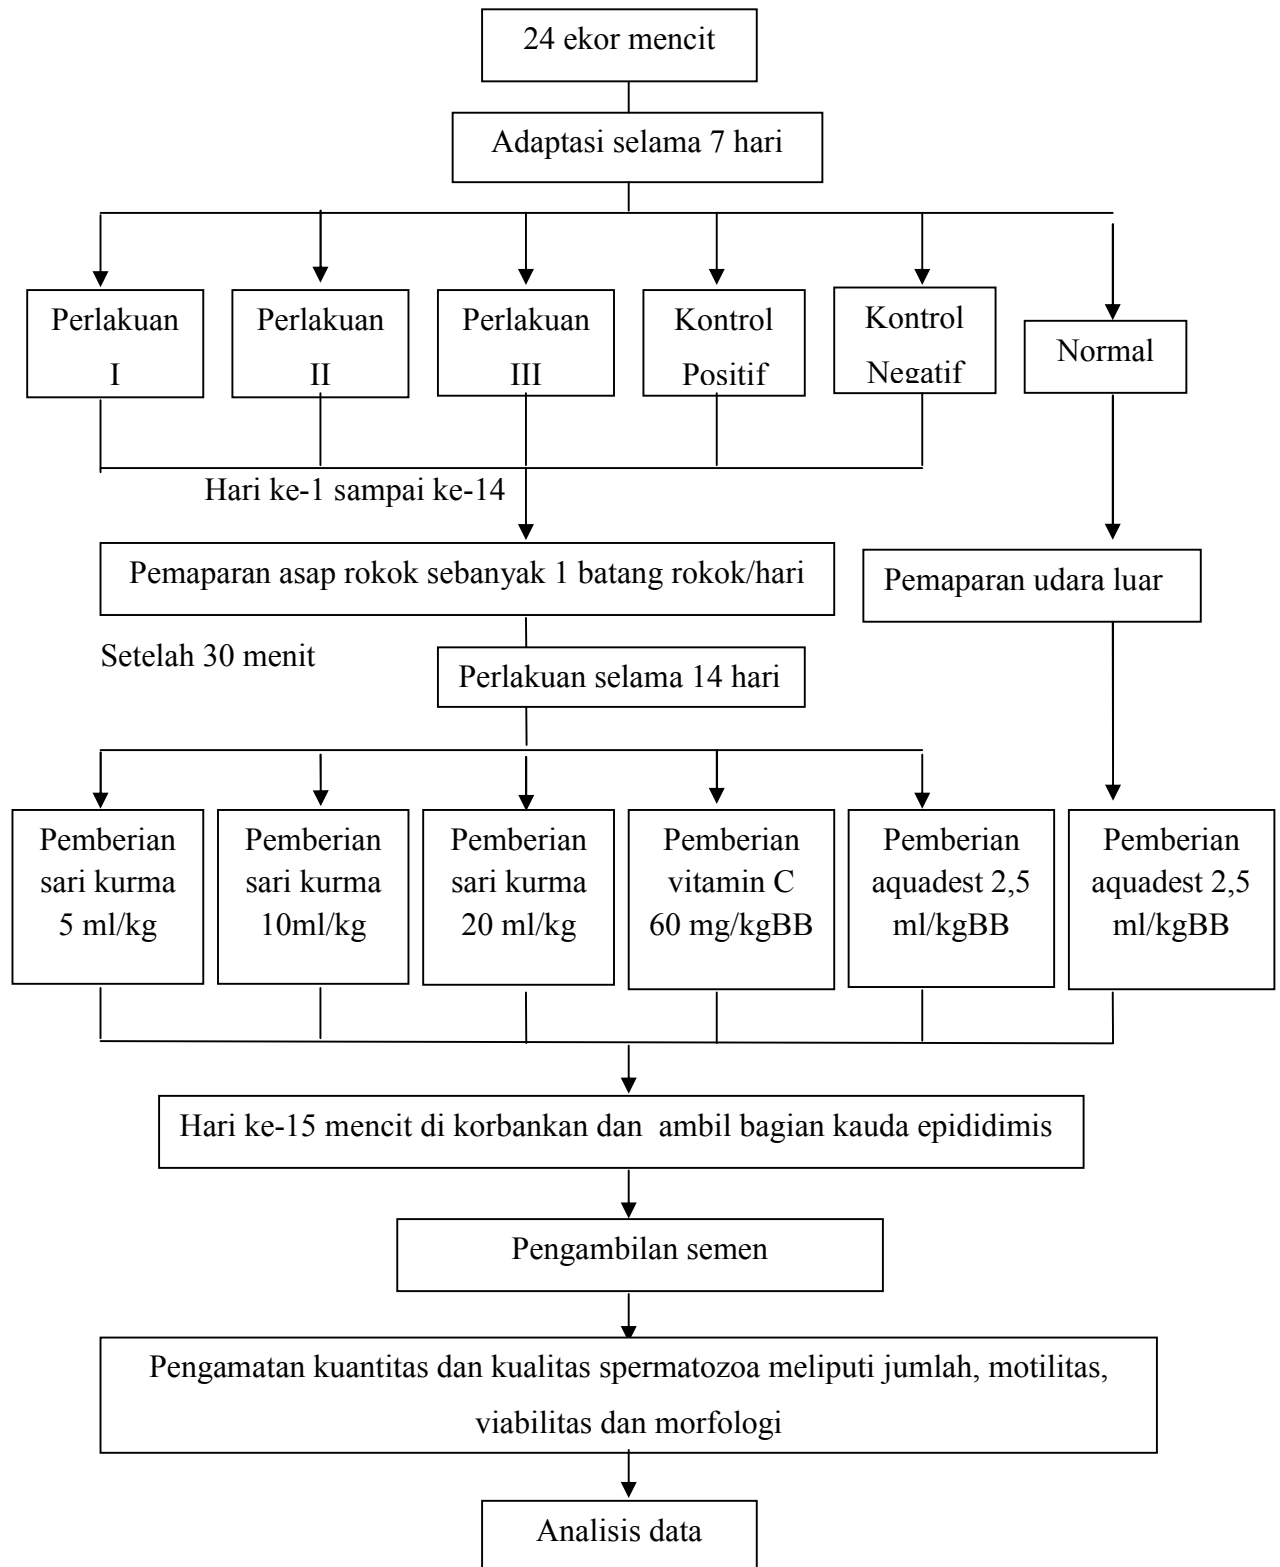 24 ekor mencit
Adaptasi selama 7 hari
Perlakuan
I
Perlakuan
II
Perlakuan
III
Kontrol
Positif
Kontrol
Negatif
Normal
Hari ke-1 sampai ke-14
Pemaparan asap rokok sebanyak 1 batang rokok/hari
Pemaparan udara luar
Setelah 30 menit
Perlakuan selama 14 hari
Pemberian
sari kurma
5 ml/kg
Pemberian
sari kurma
10ml/kg
Pemberian
sari kurma
20 ml/kg
Pemberian
vitamin C
60 mg/kgBB
Pemberian
aquadest 2,5
ml/kgBB
Pemberian
aquadest 2,5
ml/kgBB
Hari ke-15 mencit di korbankan dan ambil bagian kauda epididimis
Pengambilan semen
Pengamatan kuantitas dan kualitas spermatozoa meliputi jumlah, motilitas,
viabilitas dan morfologi
Analisis data